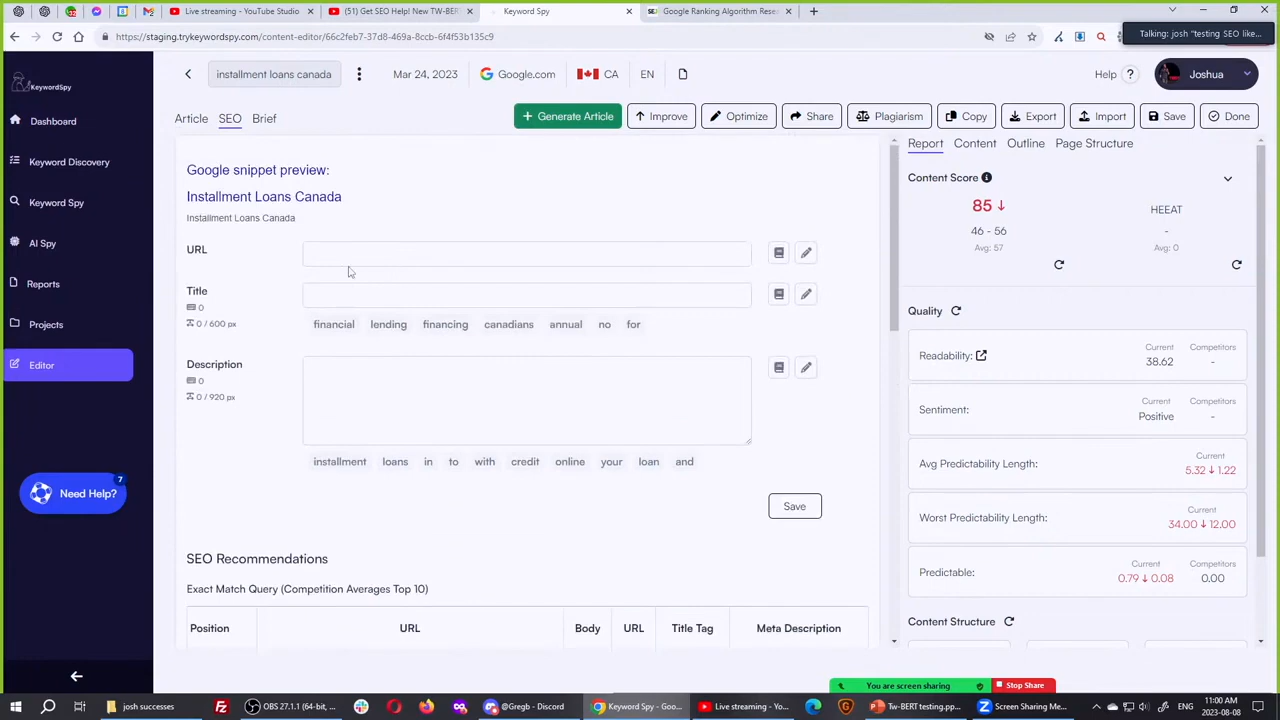 Live streaming - YouTube Studio
(51) Get SEO Help! New TW-BERT
Keyword Spy
Google Ranking Algorithm Resea
https://staging.trykeywordspy.com/content-editor/66c2feb7-37d8-469a-8ccb-6f4f53b135c9
Talking: josh "testing SEO like...
KeywordSpy
installment loans canada
Mar 24, 2023
Google.com
CA
EN
Help
Joshua
Article
SEO
Brief
+ Generate Article
Improve
Optimize
Share
Plagiarism
Copy
Export
Import
Save
Done
Dashboard
Keyword Discovery
Keyword Spy
AI Spy
Reports
Projects
Editor
Need Help?
7
Google snippet preview:
Installment Loans Canada
Installment Loans Canada
URL
Title
0
0 / 600 px
financial lending financing canadians annual no for
Description
0
0 / 920 px
installment loans in to with credit online your loan and
Save
SEO Recommendations
Exact Match Query (Competition Averages Top 10)
Position URL Body URL Title Tag Meta Description
Report Content Outline Page Structure
Content Score
85 ↓
HEEAT
46 - 56
-
Avg: 57
Avg: 0
Quality
Current Competitors
Readability: 38.62 -
Current Competitors
Sentiment: Positive -
Current
Avg Predictability Length: 5.32 ↓ 1.22
Current
Worst Predictability Length: 34.00 ↓ 12.00
Current Competitors
Predictable: 0.79 ↓ 0.08 0.00
Content Structure
You are screen sharing
Stop Share
josh successes
OBS 27.1.1 (64-bit, ...
#cregb - Discord
Keyword Spy - Goo...
Live streaming - Yo...
Tw-BERT testing.pp...
Screen Sharing Me...
11:00 AM
2023-08-08